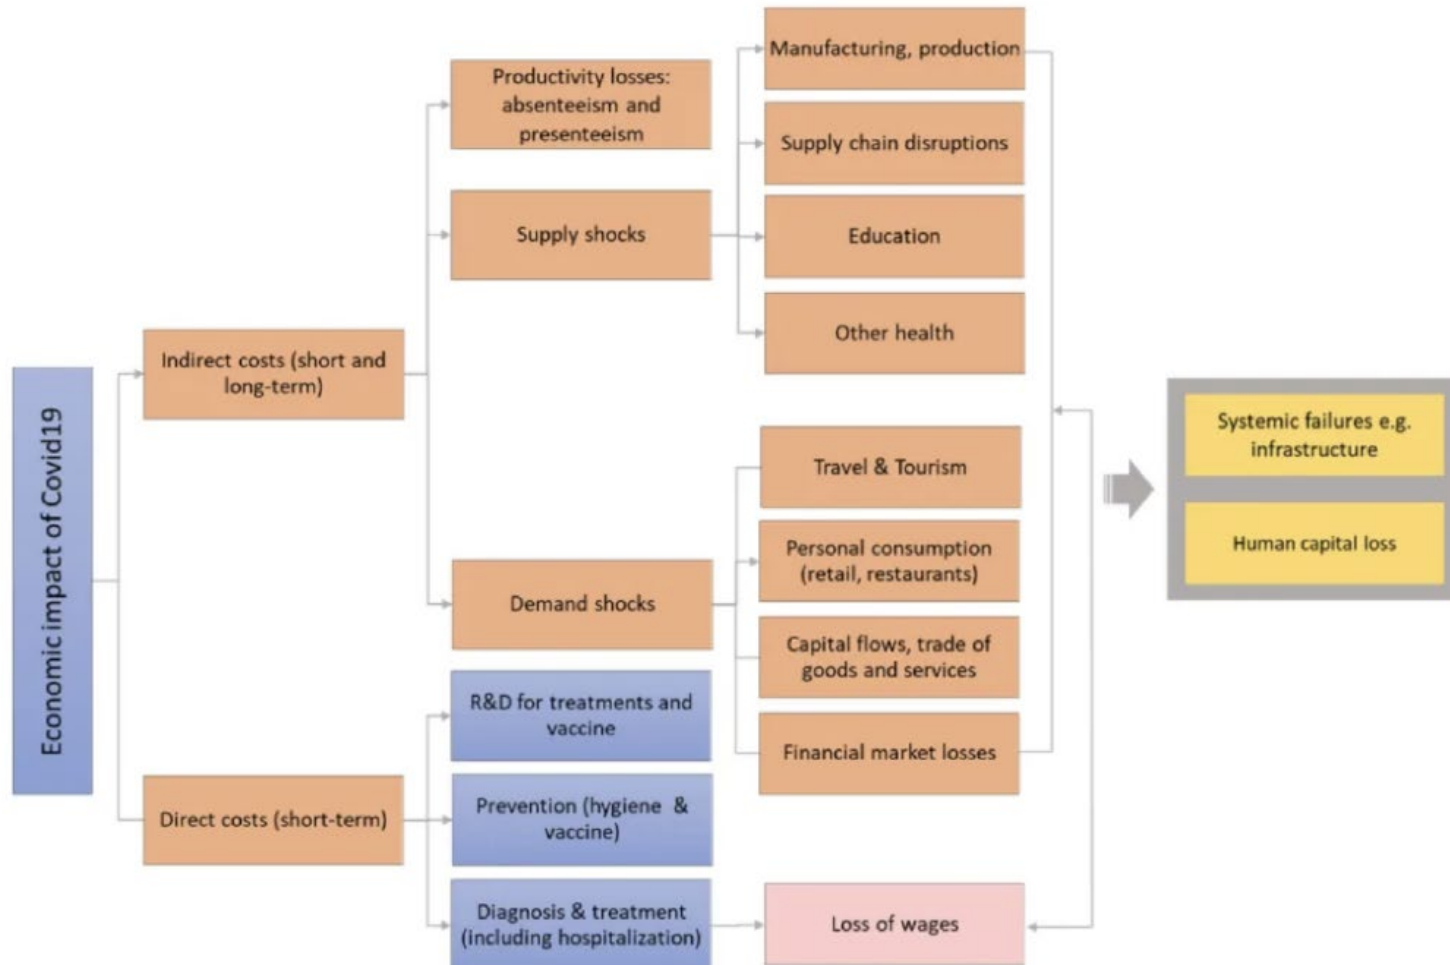 Economic impact of Covid19
Indirect costs (short and
long-term)
Direct costs (short-term)
Productivity losses:
absenteeism and
presenteeism
Supply shocks
Demand shocks
R&D for treatments and
vaccine
Prevention (hygiene &
vaccine)
Diagnosis & treatment
(including hospitalization)
Manufacturing, production
Supply chain disruptions
Education
Other health
Travel & Tourism
Personal consumption
(retail, restaurants)
Capital flows, trade of
goods and services
Financial market losses
Loss of wages
Systemic failures e.g.
infrastructure
Human capital loss